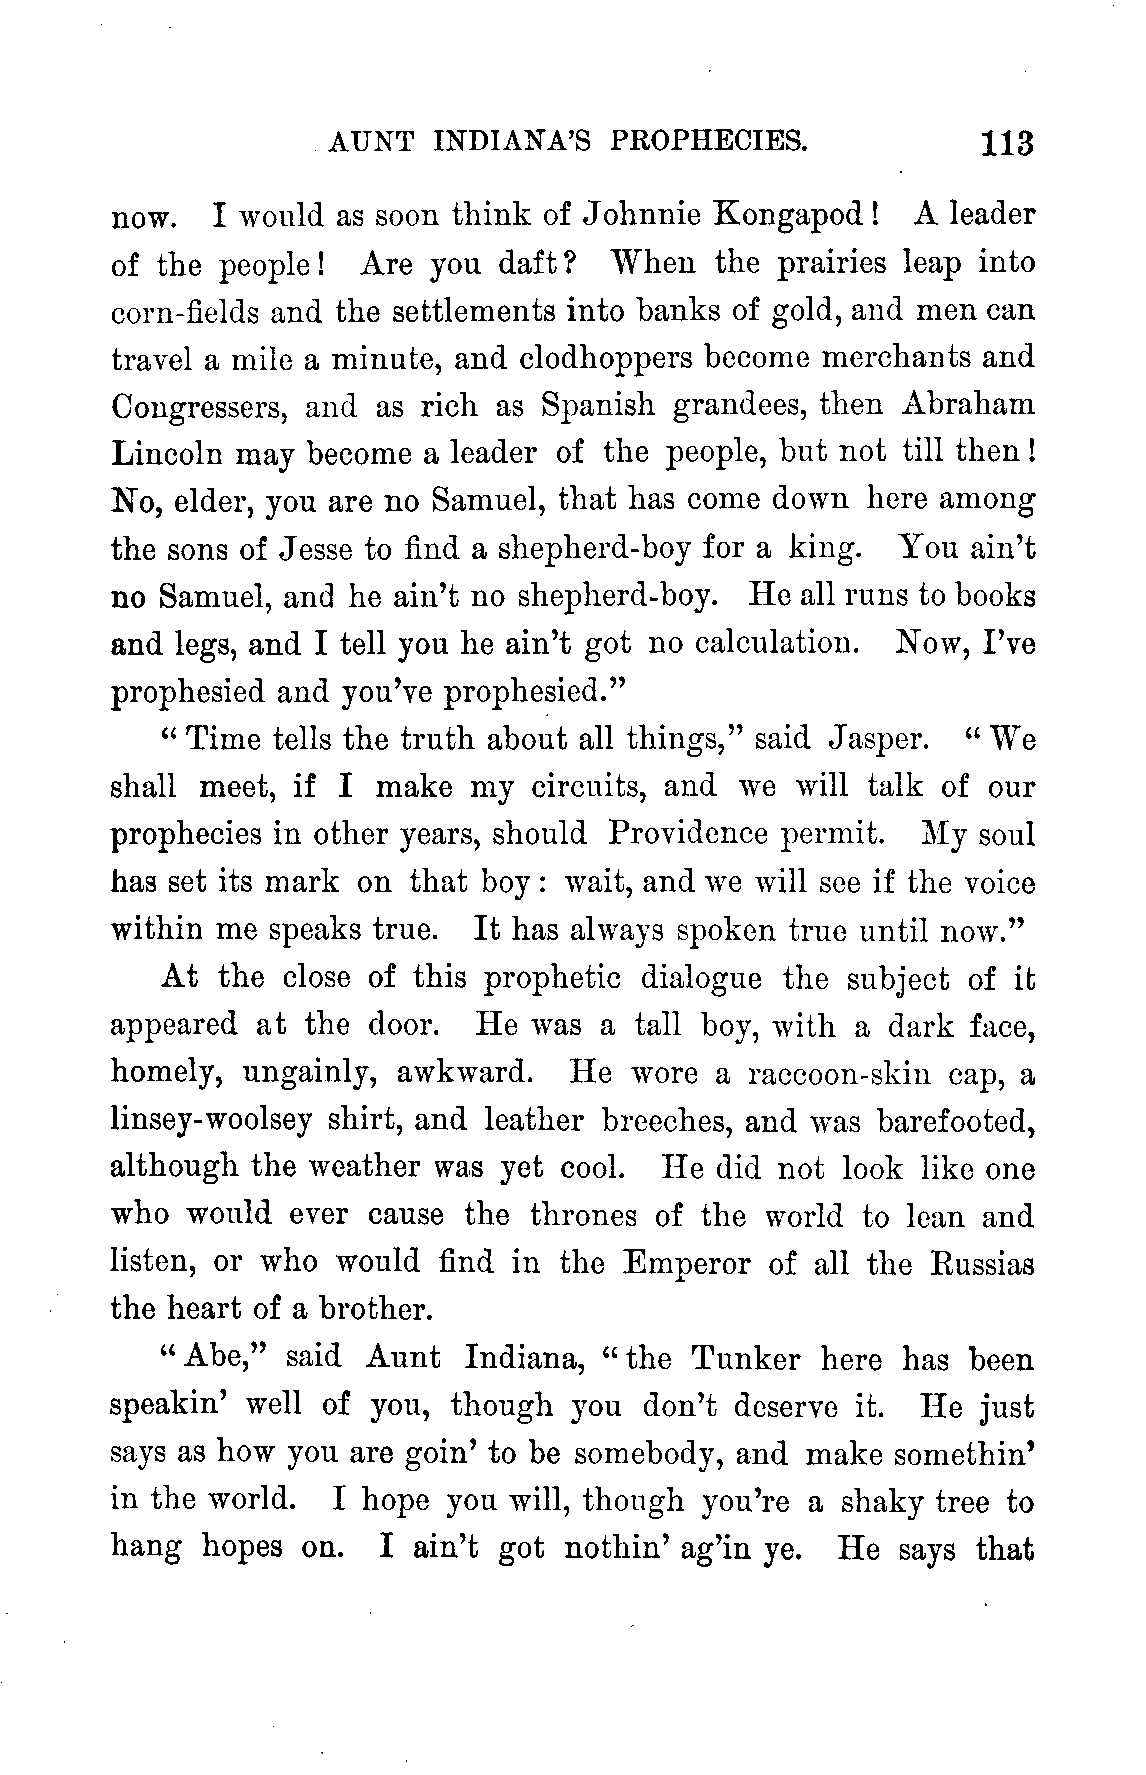 AUNT INDIANA'S PROPHECIES. 113
now. I would as soon think of Johnnie Kongapod! A leader
of the people! Are you daft? When the prairies leap into
corn-fields and the settlements into banks of gold, and men can
travel a mile a minute, and clodhoppers become merchants and
Congressers, and as rich as Spanish grandees, then Abraham
Lincoln may become a leader of the people, but not till then!
No, elder, you are no Samuel, that has come down here among
the sons of Jesse to find a shepherd-boy for a king. You ain't
no Samuel, and he ain't no shepherd-boy. He all runs to books
and legs, and I tell you he ain't got no calculation. Now, I've
prophesied and you've prophesied."
"Time tells the truth about all things," said Jasper. "We
shall meet, if I make my circuits, and we will talk of our
prophecies in other years, should Providence permit. My soul
has set its mark on that boy: wait, and we will see if the voice
within me speaks true. It has always spoken true until now."
At the close of this prophetic dialogue the subject of it
appeared at the door. He was a tall boy, with a dark face,
homely, ungainly, awkward. He wore a raccoon-skin cap, a
linsey-woolsey shirt, and leather breeches, and was barefooted,
although the weather was yet cool. He did not look like one
who would ever cause the thrones of the world to lean and
listen, or who would find in the Emperor of all the Russias
the heart of a brother.
"Abe," said Aunt Indiana, "the Tunker here has been
speakin' well of you, though you don't deserve it. He just
says as how you are goin' to be somebody, and make somethin'
in the world. I hope you will, though you're a shaky tree to
hang hopes on. I ain't got nothin' ag'in ye. He says that